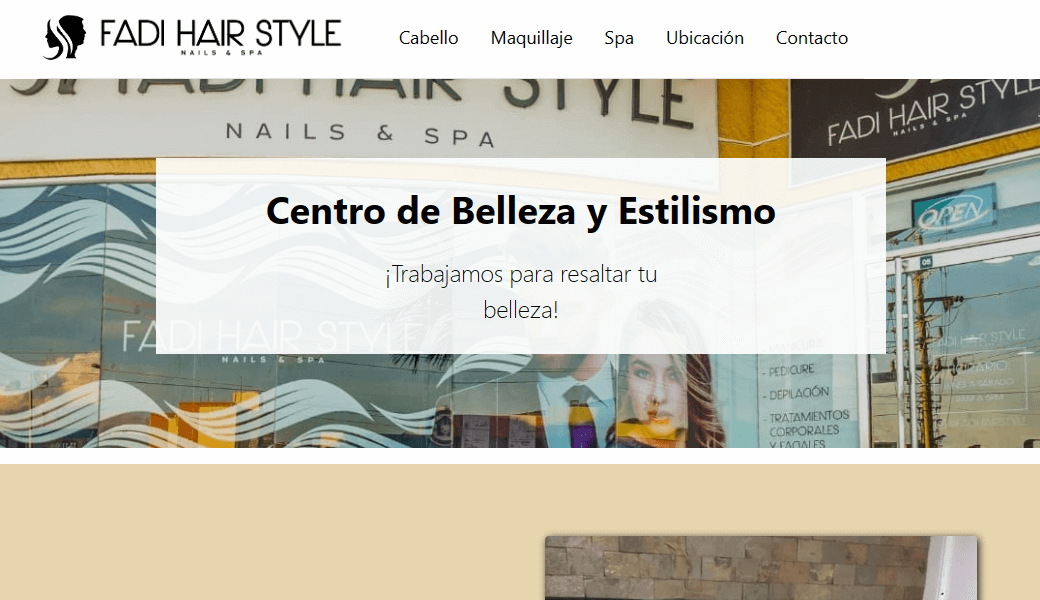 FADI HAIR STYLE
NAILS & SPA
Cabello
Maquillaje
Spa
Ubicación
Contacto
FADI HAIR STYLE
NAILS & SPA
FADI HAIR STYLE
NAILS & SPA
Centro de Belleza y Estilismo
¡Trabajamos para resaltar tu
belleza!
OPEN
05
FADI HAIR STYLE
NAILS & SPA
- PEDICURE
- DEPILACIÓN
- TRATAMIENTOS
CORPORALES
Y FACIALES
HAIR STYLE
HORARIO: